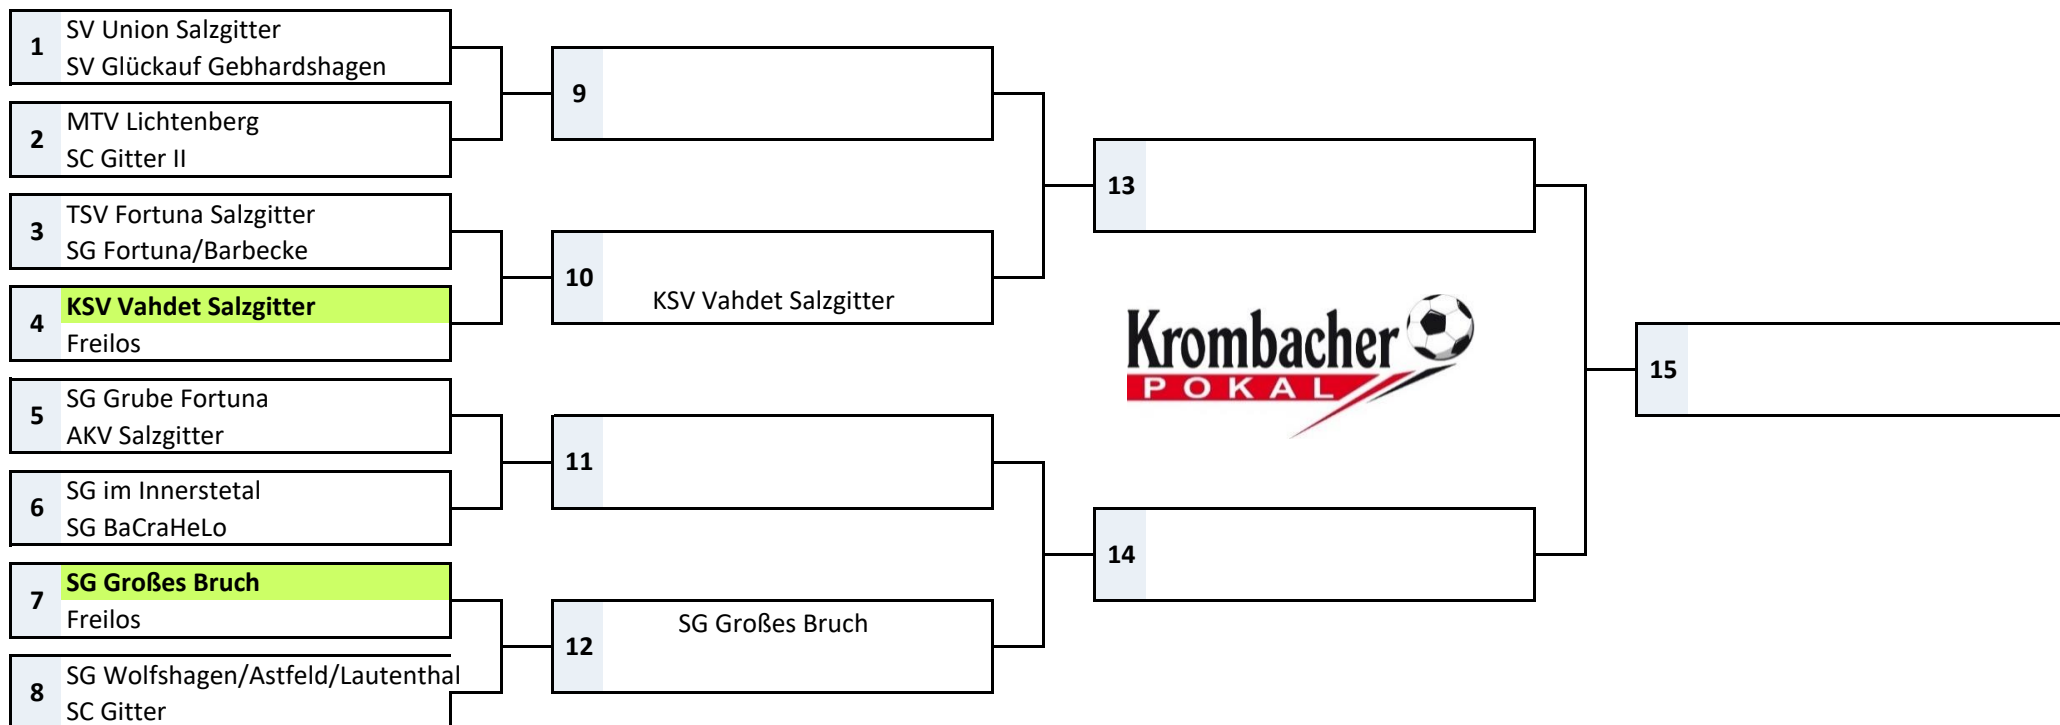 1
SV Union Salzgitter
SV Glückauf Gebhardshagen
2
MTV Lichtenberg
SC Gitter II
3
TSV Fortuna Salzgitter
SG Fortuna/Barbecke
4
KSV Vahdet Salzgitter
Freilos
5
SG Grube Fortuna
AKV Salzgitter
6
SG im Innerstetal
SG BaCraHeLo
7
SG Großes Bruch
Freilos
8
SG Wolfshagen/Astfeld/Lautenthal
SC Gitter
9
10
KSV Vahdet Salzgitter
11
12
SG Großes Bruch
13
Krombacher
POKAL
14
15